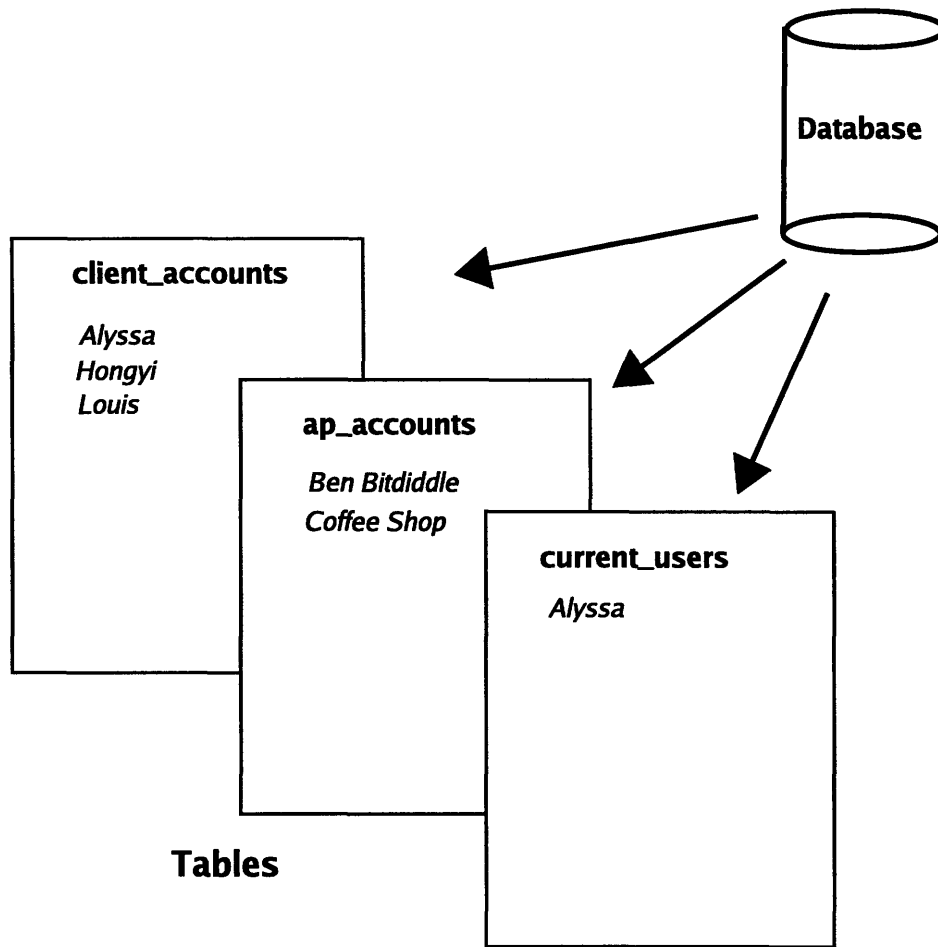 Database
client_accounts
Alyssa
Hongyi
Louis
ap_accounts
Ben Bitdiddle
Coffee Shop
current_users
Alyssa
Tables